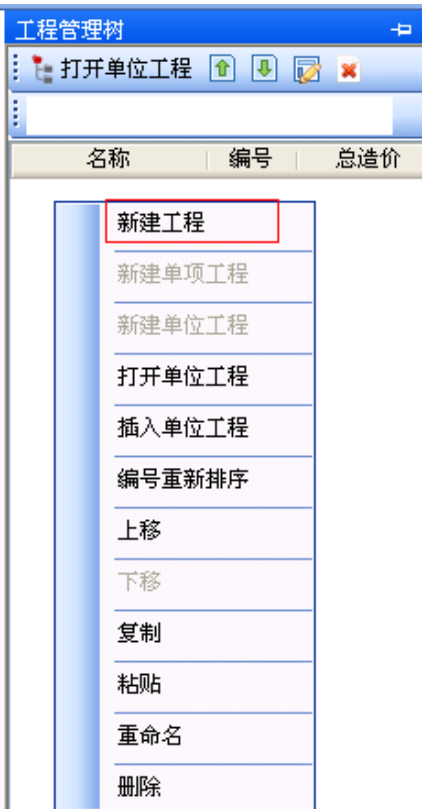 工程管理树
打开单位工程
名称 编号 总造价
新建工程
新建单项工程
新建单位工程
打开单位工程
插入单位工程
编号重新排序
上移
下移
复制
粘贴
重命名
删除